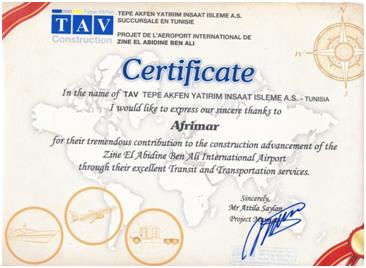 Tepe Akfen
TAV
Construction
TEPE AKFEN YATIRIM INSAAT ISLEME A.S.
SUCCURSALE EN TUNISIE
PROJET DE L'AEROPORT INTERNATIONAL DE
ZINE EL ABIDINE BEN ALI
Certificate
In the name of TAV TEPE AKFEN YATIRIM INSAAT ISLEME A.S. - TUNISIA
I would like to express our sincere thanks to
Afrimar
for their tremendous contribution to the construction advancement of the
Zine El Abidine Ben Ali International Airport
through their excellent Transit and Transportation services.
Sincerely,
Mr Attila Saylan
Project